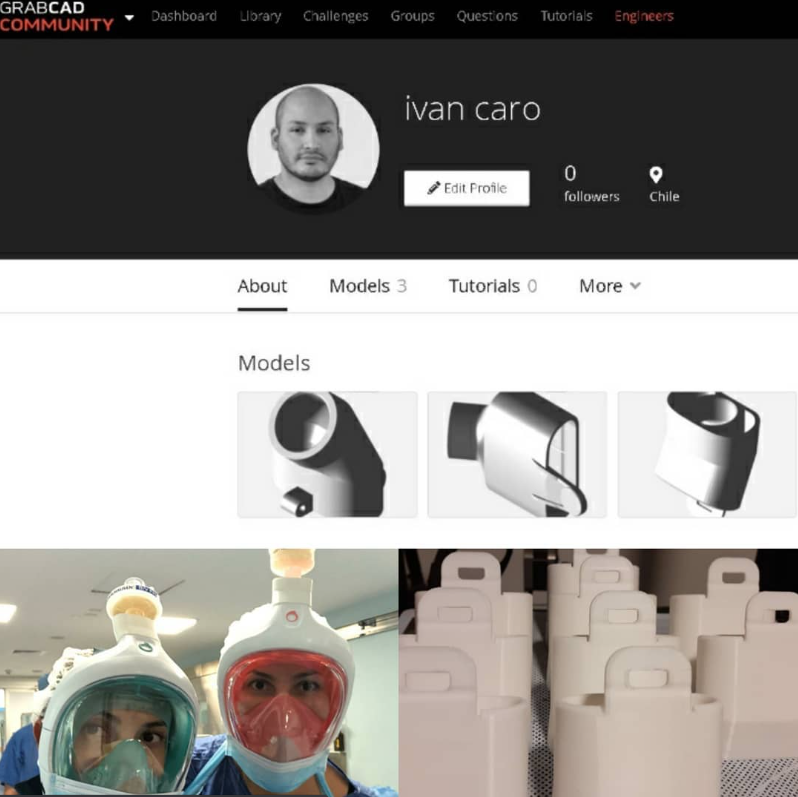 GRABCAD
COMMUNITY
Dashboard Library Challenges Groups Questions Tutorials Engineers
ivan caro
Edit Profile
0
followers
Chile
About Models 3 Tutorials 0 More
Models